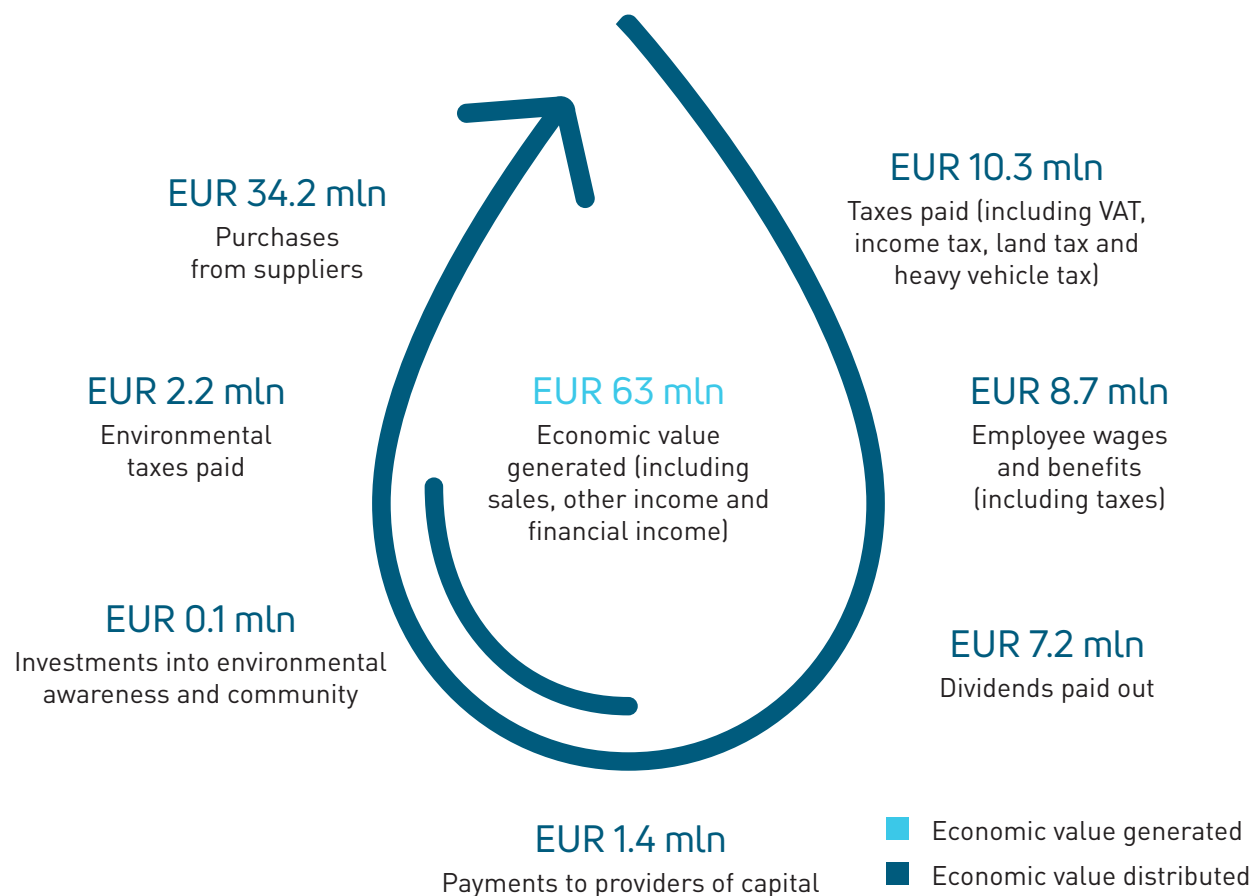 EUR 10.3 mln
Taxes paid (including VAT,
income tax, land tax and
heavy vehicle tax)
EUR 34.2 mln
Purchases
from suppliers
EUR 2.2 mln
Environmental
taxes paid
EUR 63 mln
Economic value
generated (including
sales, other income and
financial income)
EUR 8.7 mln
Employee wages
and benefits
(including taxes)
EUR 0.1 mln
Investments into environmental
awareness and community
EUR 7.2 mln
Dividends paid out
EUR 1.4 mln
Payments to providers of capital
Economic value generated
Economic value distributed